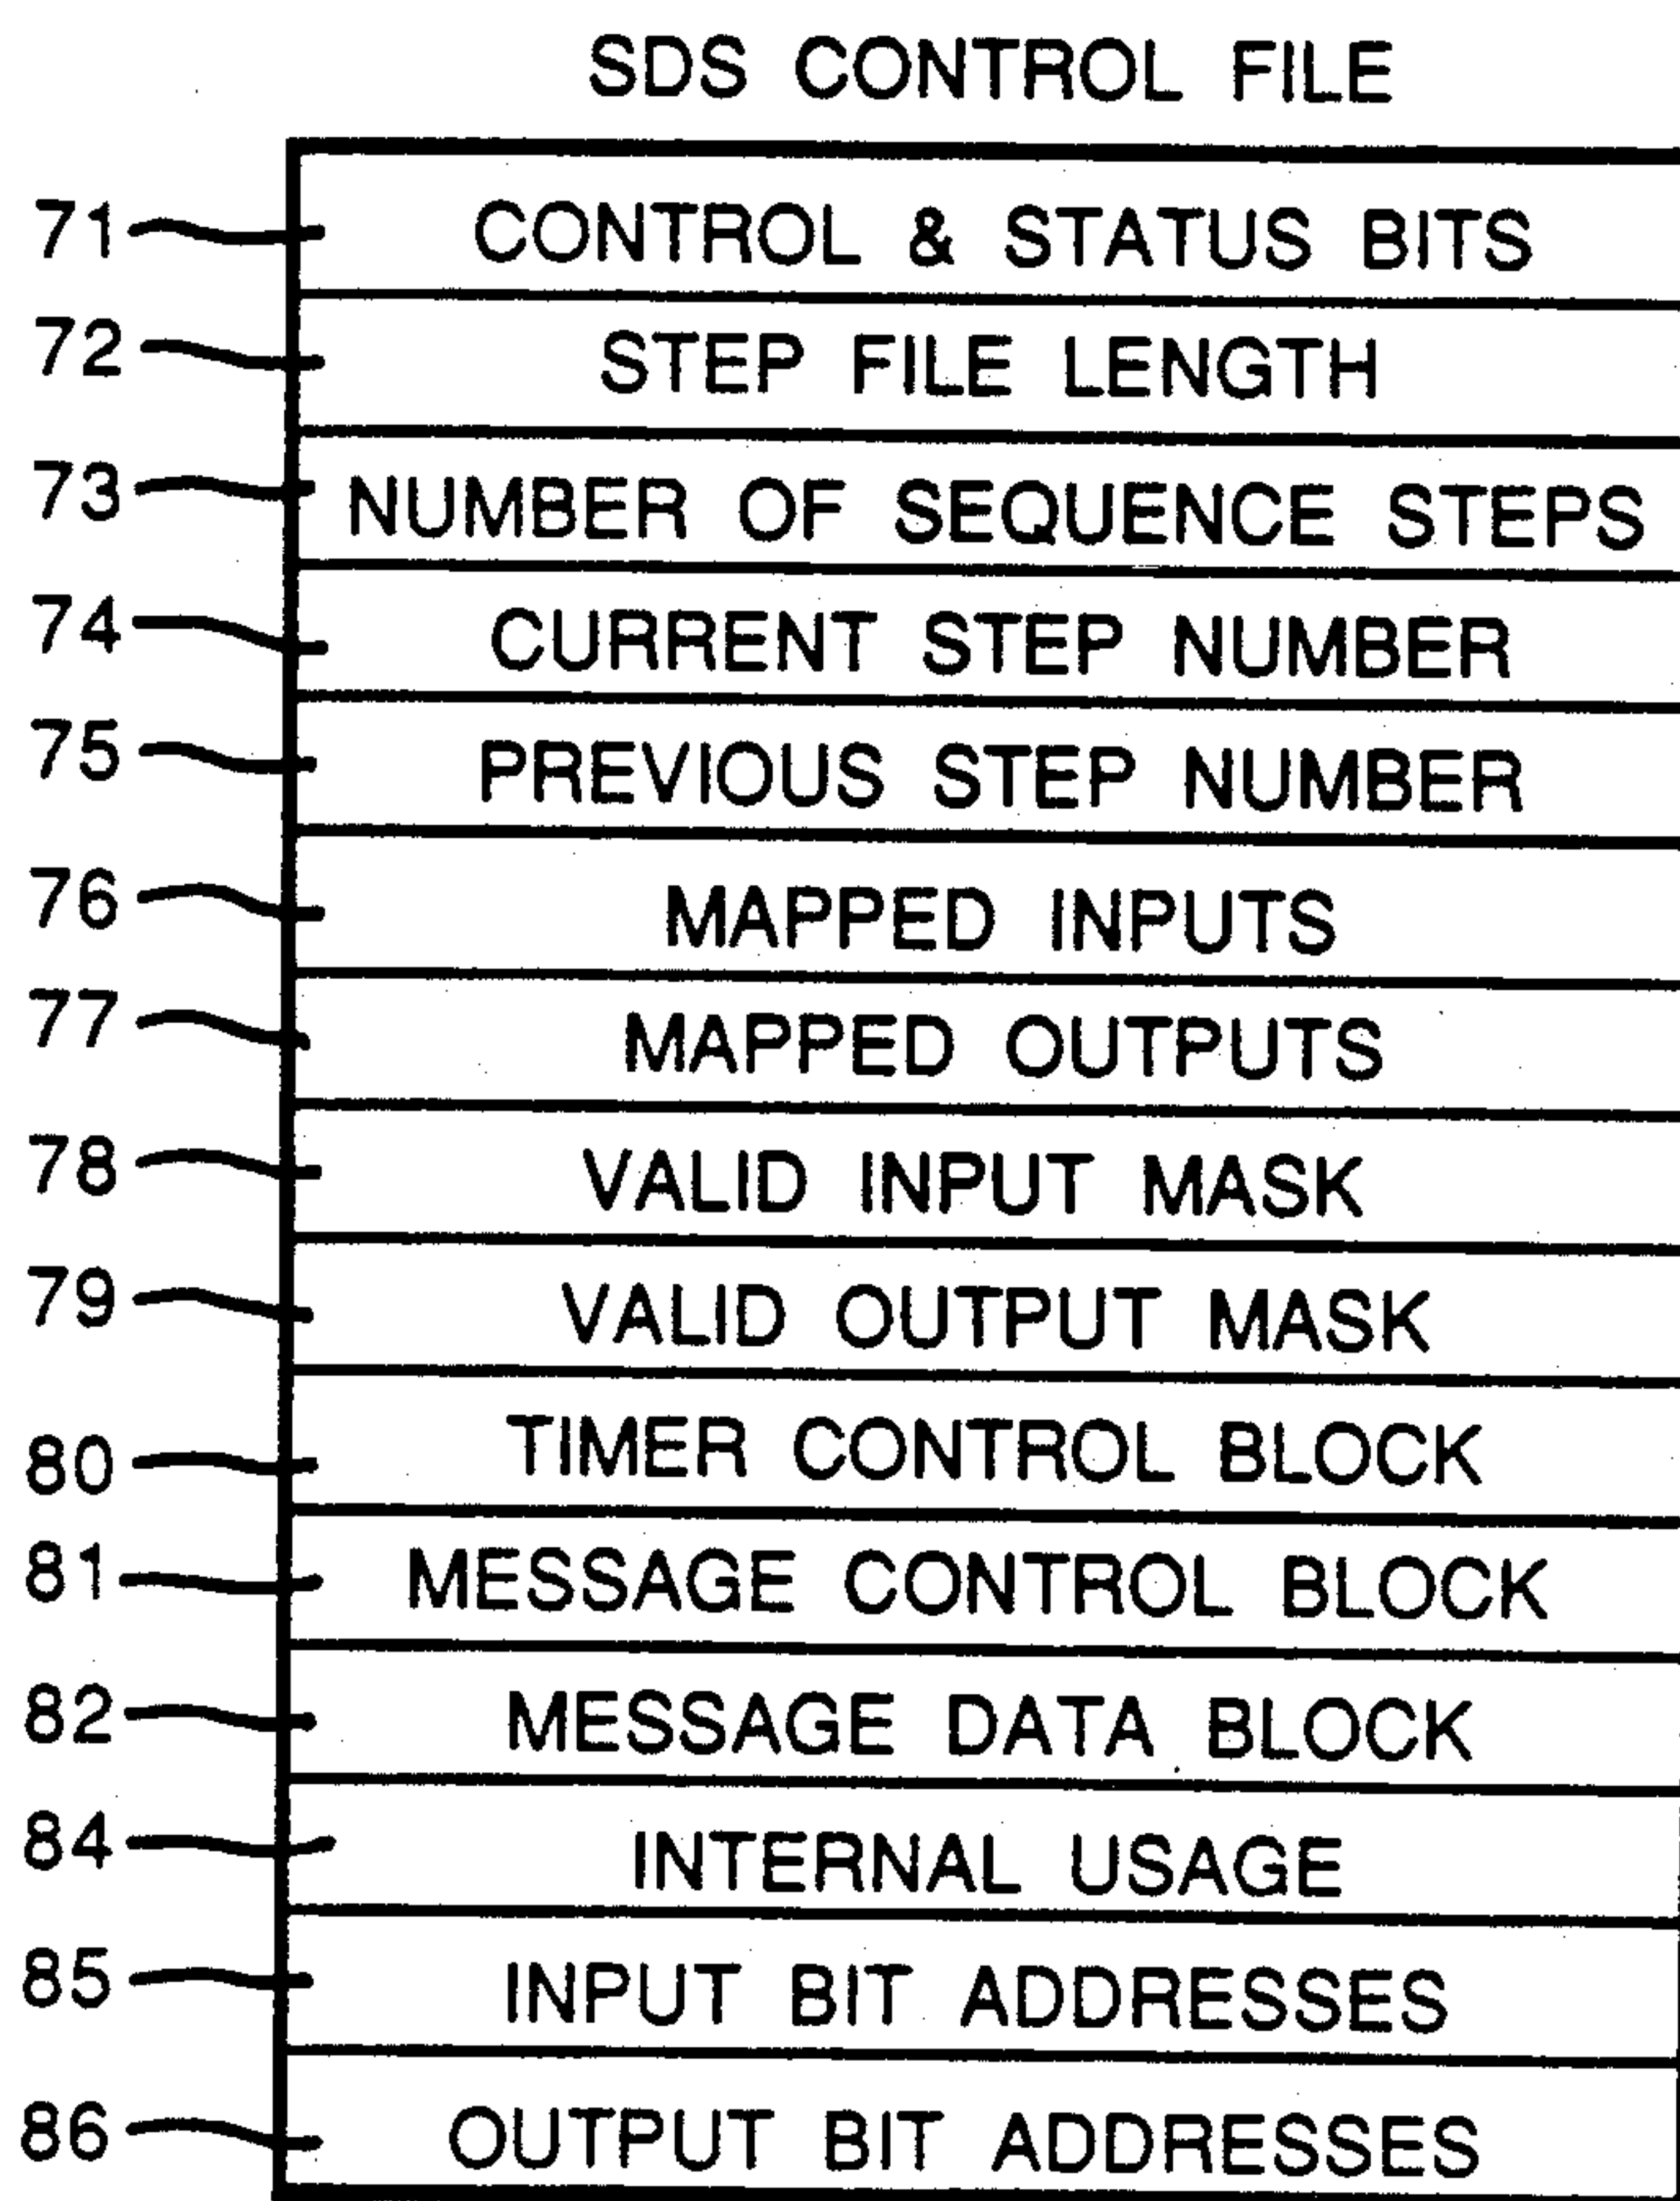 SDS CONTROL FILE
71 CONTROL & STATUS BITS
72 STEP FILE LENGTH
73 NUMBER OF SEQUENCE STEPS
74 CURRENT STEP NUMBER
75 PREVIOUS STEP NUMBER
76 MAPPED INPUTS
77 MAPPED OUTPUTS
78 VALID INPUT MASK
79 VALID OUTPUT MASK
80 TIMER CONTROL BLOCK
81 MESSAGE CONTROL BLOCK
82 MESSAGE DATA BLOCK
84 INTERNAL USAGE
85 INPUT BIT ADDRESSES
86 OUTPUT BIT ADDRESSES